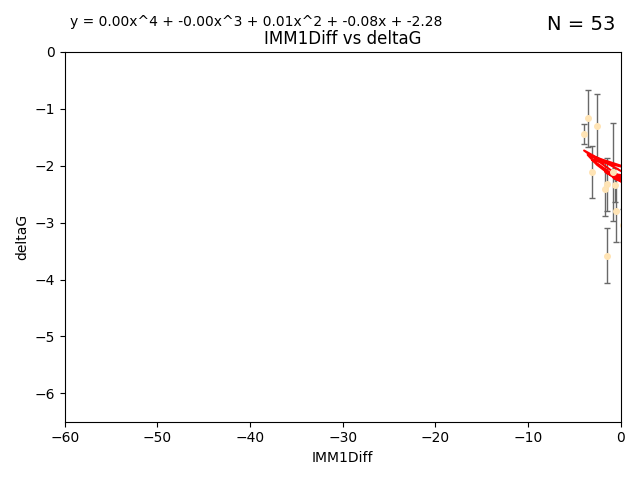 y = 0.00x^4 + -0.00x^3 + 0.01x^2 + -0.08x + -2.28
N = 53
IMM1Diff vs deltaG
0
−1
−2
−3
−4
−5
−6
deltaG
−60 −50 −40 −30 −20 −10 0
IMM1Diff